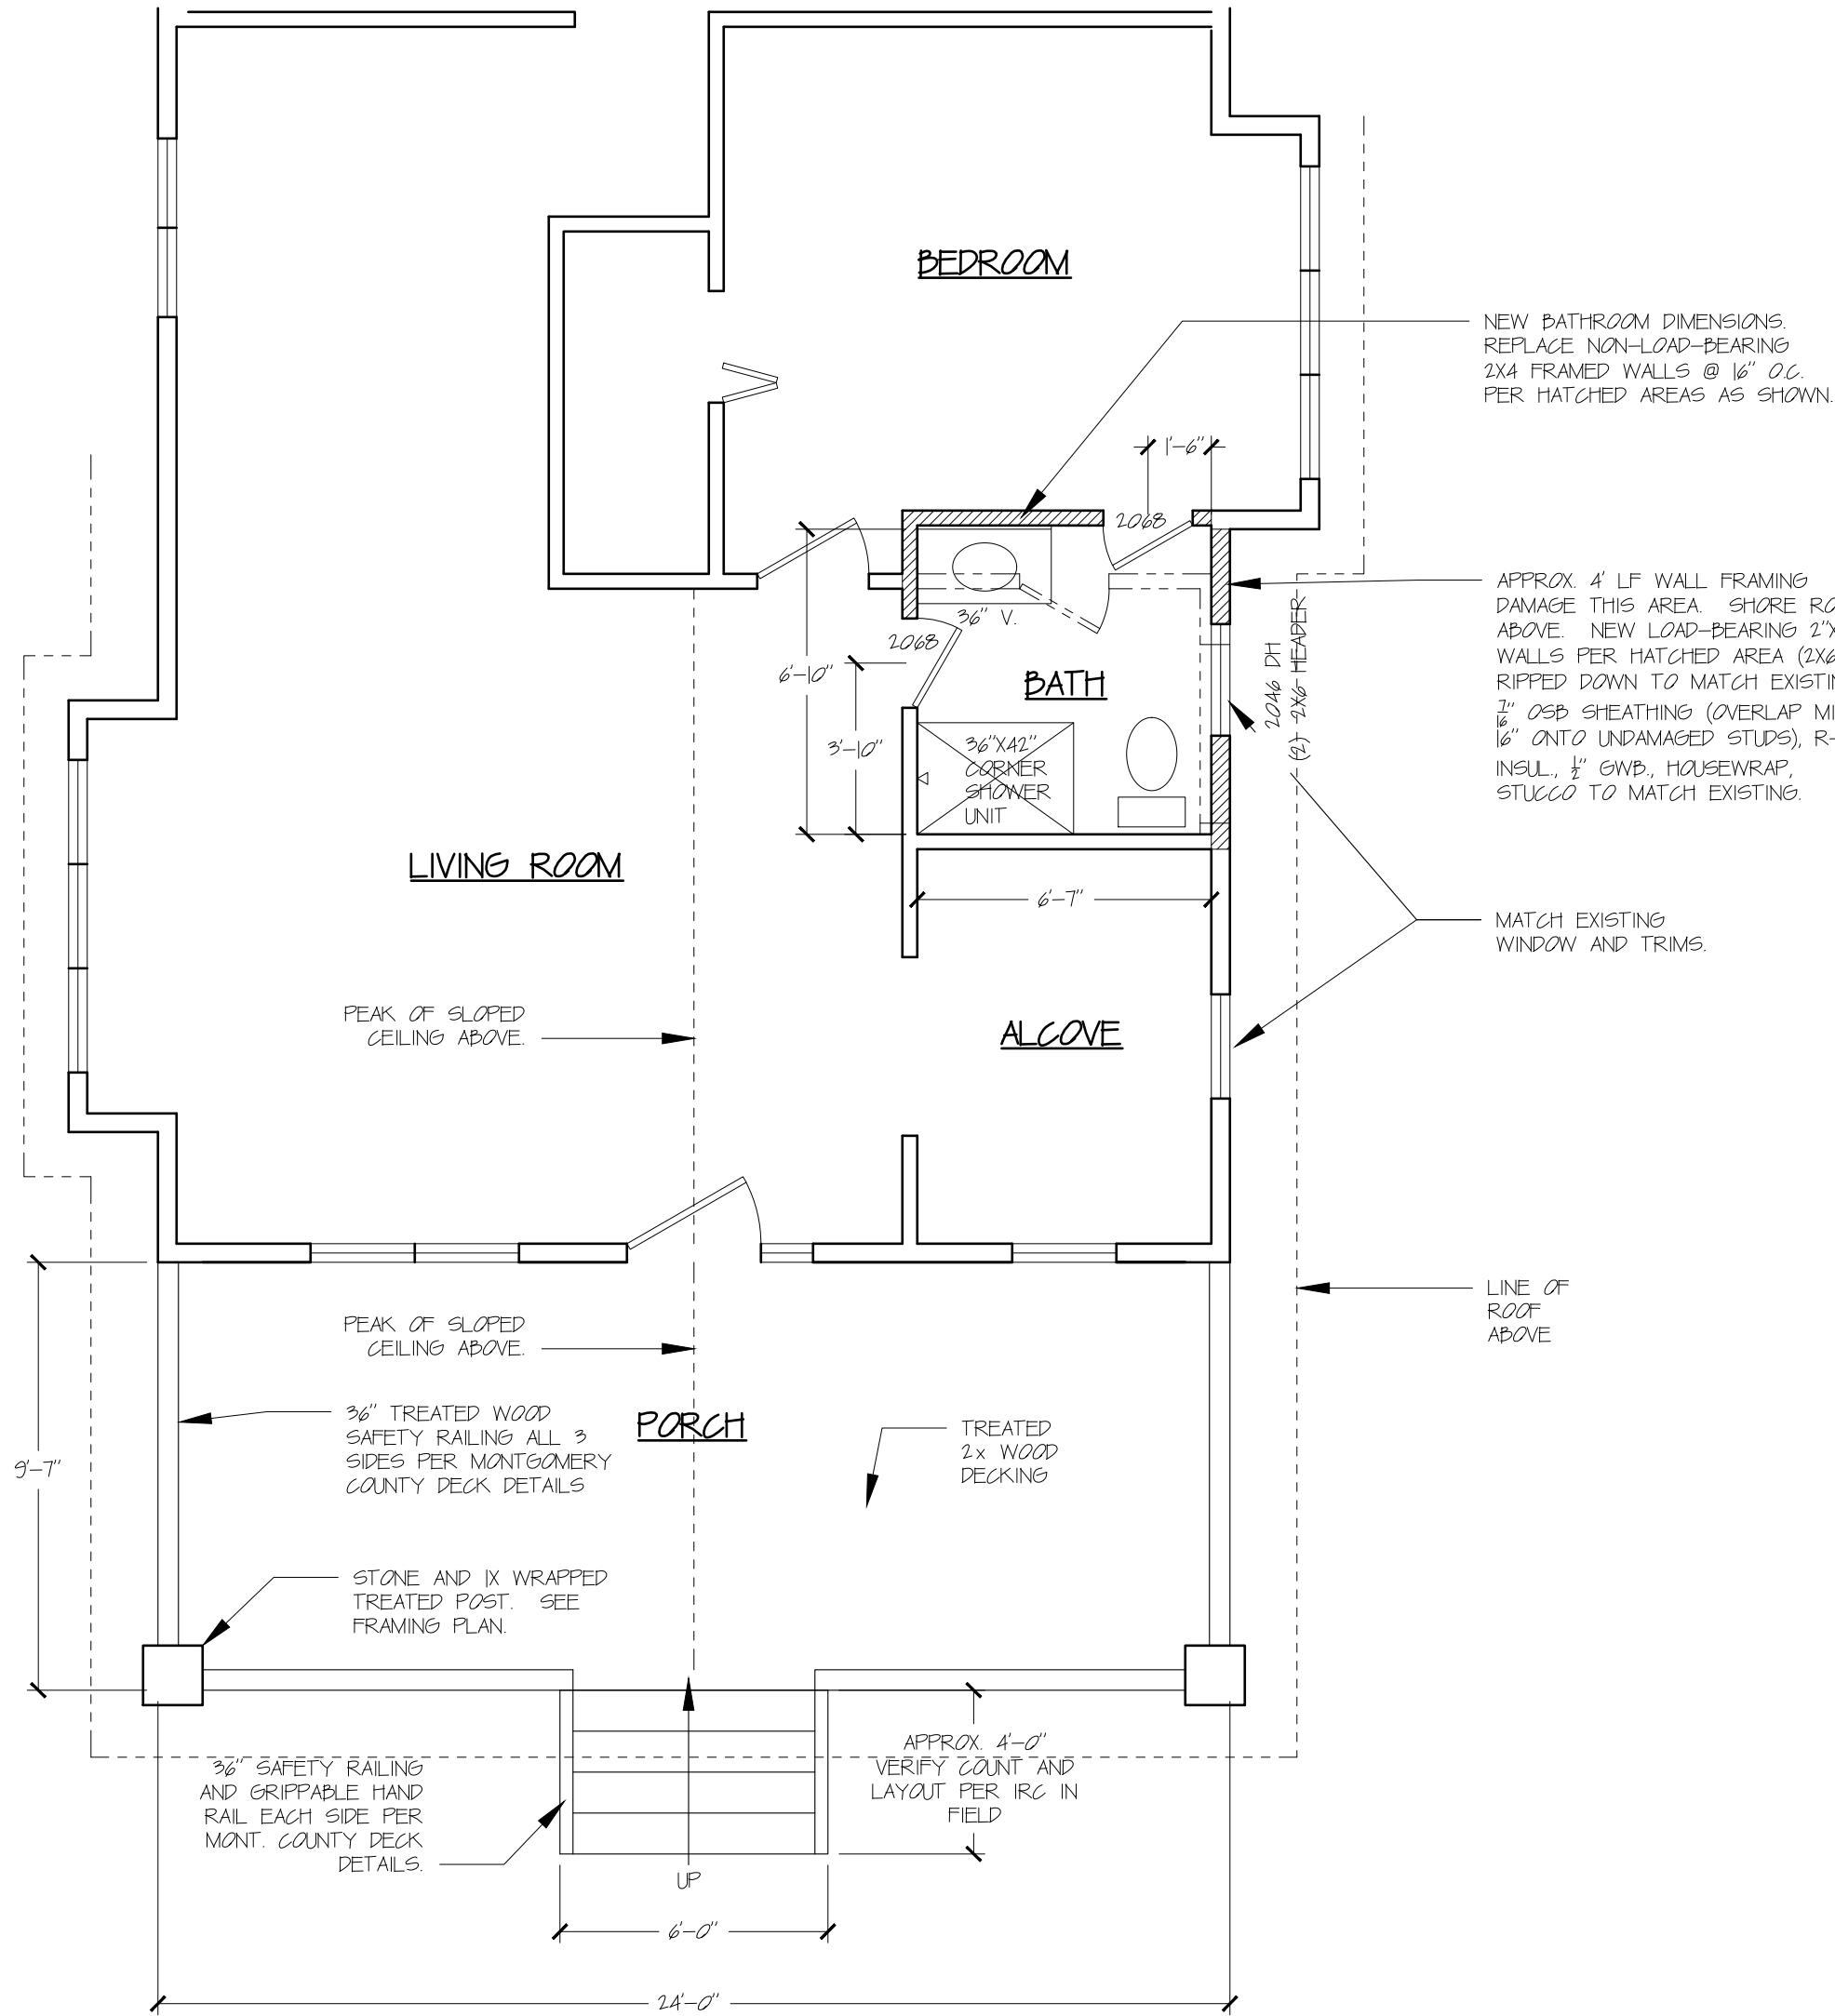 BEDROOM
NEW BATHROOM DIMENSIONS.
REPLACE NON-LOAD-BEARING
2X4 FRAMED WALLS @ 16" O.C.
PER HATCHED AREAS AS SHOWN.
1'-6"
2068
APPROX. 4' LF WALL FRAMING
DAMAGE THIS AREA. SHORE
ABOVE. NEW LOAD-BEARING
WALLS PER HATCHED AREA
RIPPED DOWN TO MATCH
7/16" OSB SHEATHING (OVERLAP
16" ONTO UNDAMAGED STUDS),
INSUL., 1/2" GWB., HOUSEWRAP,
STUCCO TO MATCH EXISTING.
36" V.
2068
6'-10"
BATH
2046 DH
(2) 2X6 HEADER
3'-10"
36"X42"
CORNER
SHOWER
UNIT
LIVING ROOM
6'-7"
MATCH EXISTING
WINDOW AND TRIMS.
PEAK OF SLOPED
CEILING ABOVE.
ALCOVE
LINE OF
ROOF
ABOVE
PEAK OF SLOPED
CEILING ABOVE.
36" TREATED WOOD
SAFETY RAILING ALL 3
SIDES PER MONTGOMERY
COUNTY DECK DETAILS
PORCH
TREATED
2x WOOD
DECKING
9'-7"
STONE AND 1X WRAPPED
TREATED POST. SEE
FRAMING PLAN.
APPROX. 4'-0"
VERIFY COUNT AND
LAYOUT PER IRC IN
FIELD
36" SAFETY RAILING
AND GRIPPABLE HAND
RAIL EACH SIDE PER
MONT. COUNTY DECK
DETAILS.
UP
6'-0"
24'-0"